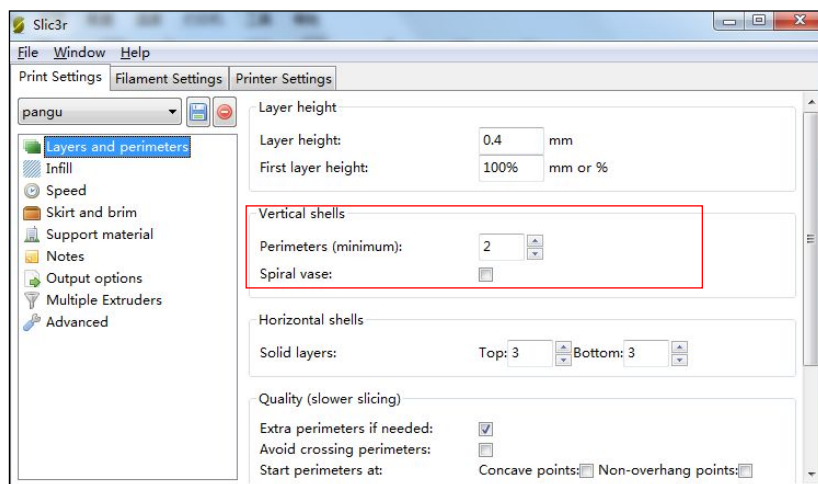 Slic3r
File Window Help
Print Settings Filament Settings Printer Settings
pangu
Layers and perimeters
Infill
Speed
Skirt and brim
Support material
Notes
Output options
Multiple Extruders
Advanced
Layer height
Layer height: 0.4 mm
First layer height: 100% mm or %
Vertical shells
Perimeters (minimum): 2
Spiral vase:
Horizontal shells
Solid layers: Top: 3 Bottom: 3
Quality (slower slicing)
Extra perimeters if needed:
Avoid crossing perimeters:
Start perimeters at: Concave points: Non-overhang points: